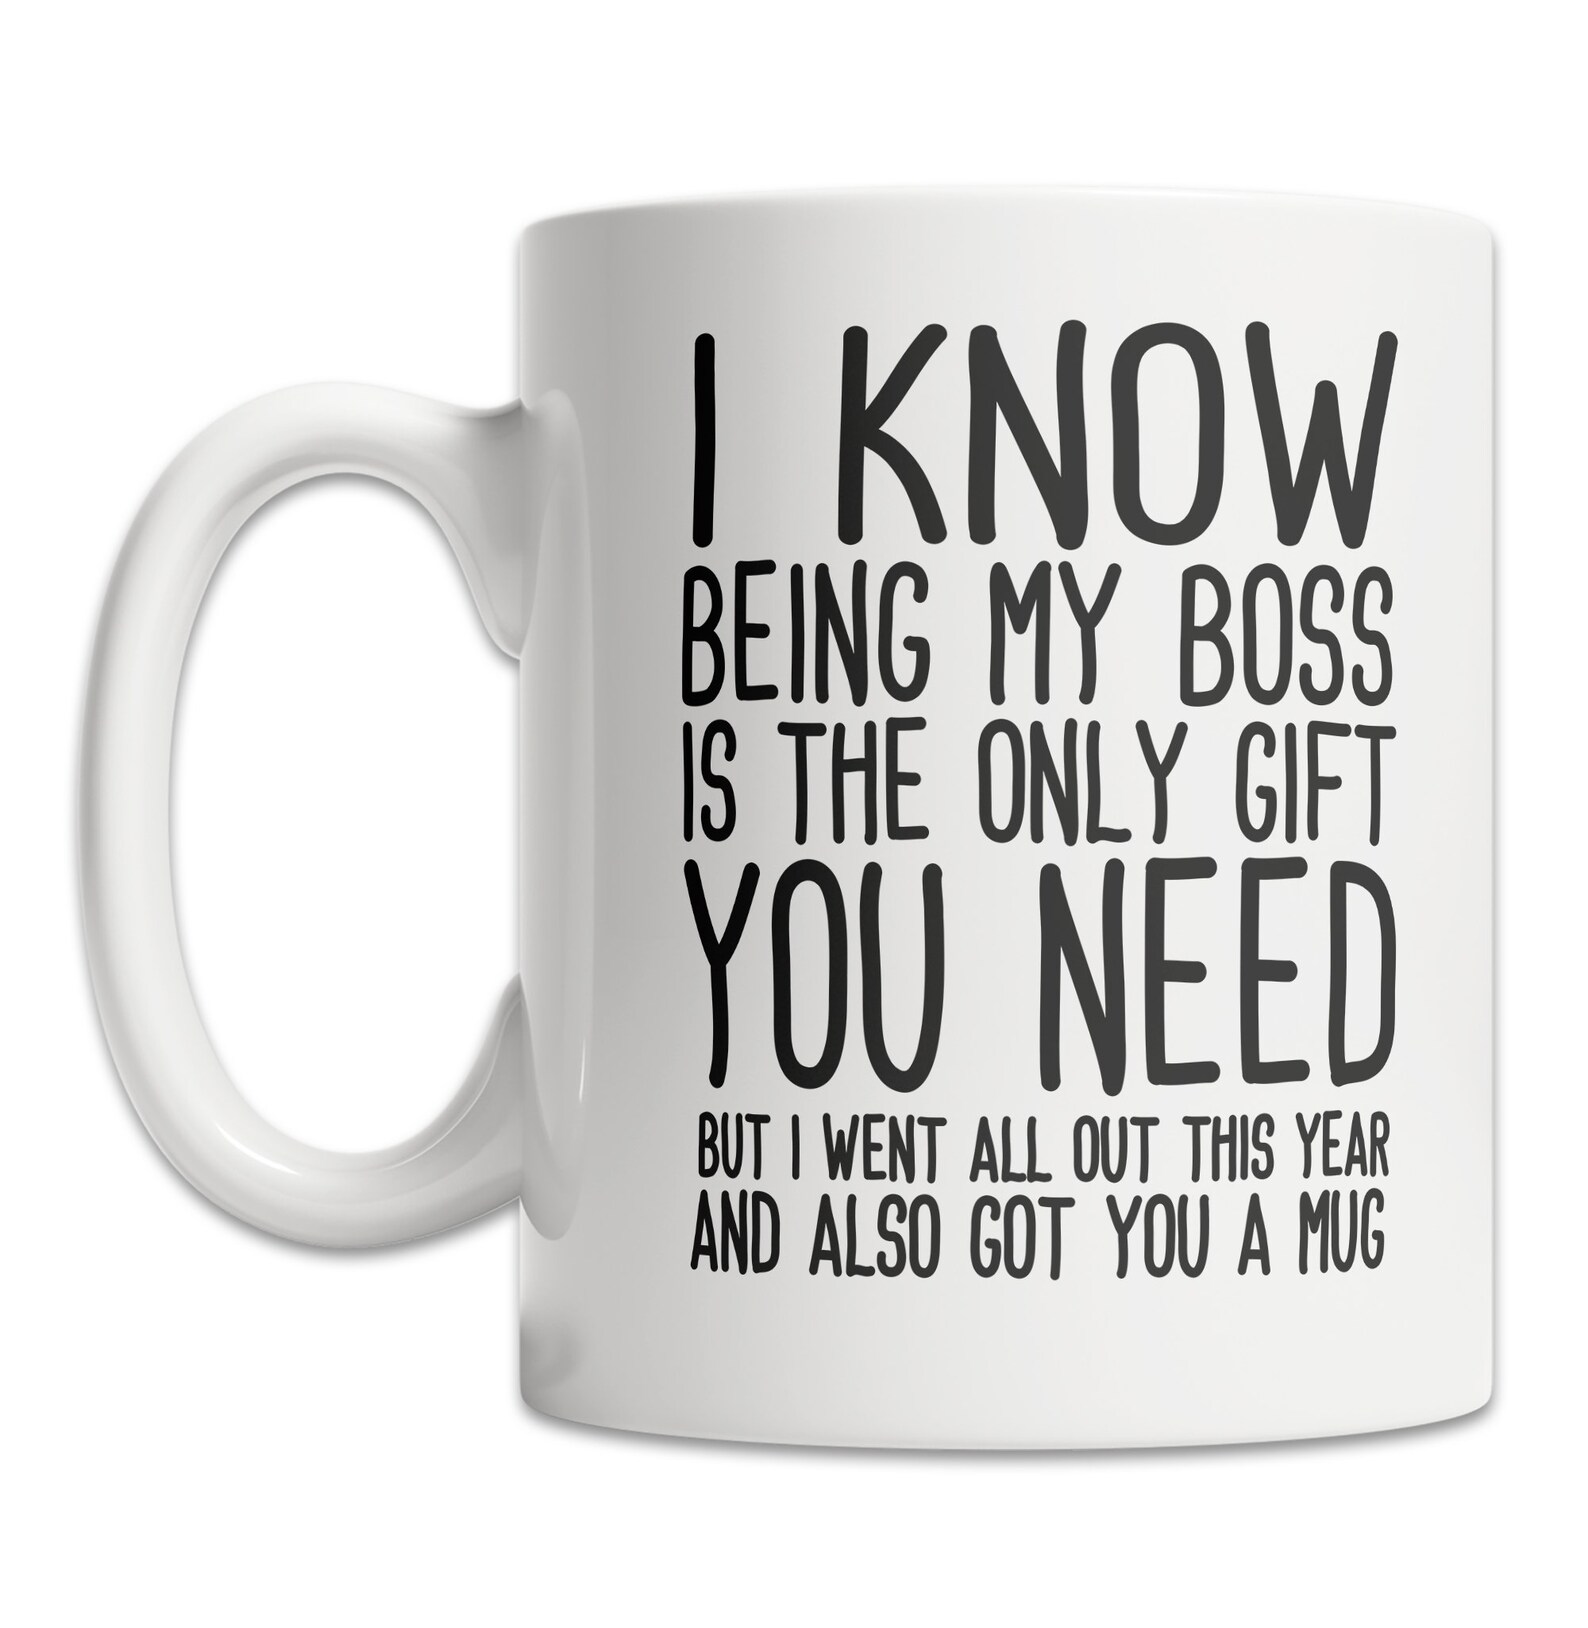 I KNOW
BEING MY BOSS
IS THE ONLY GIFT
YOU NEED
BUT I WENT ALL OUT THIS YEAR
AND ALSO GOT YOU A MUG